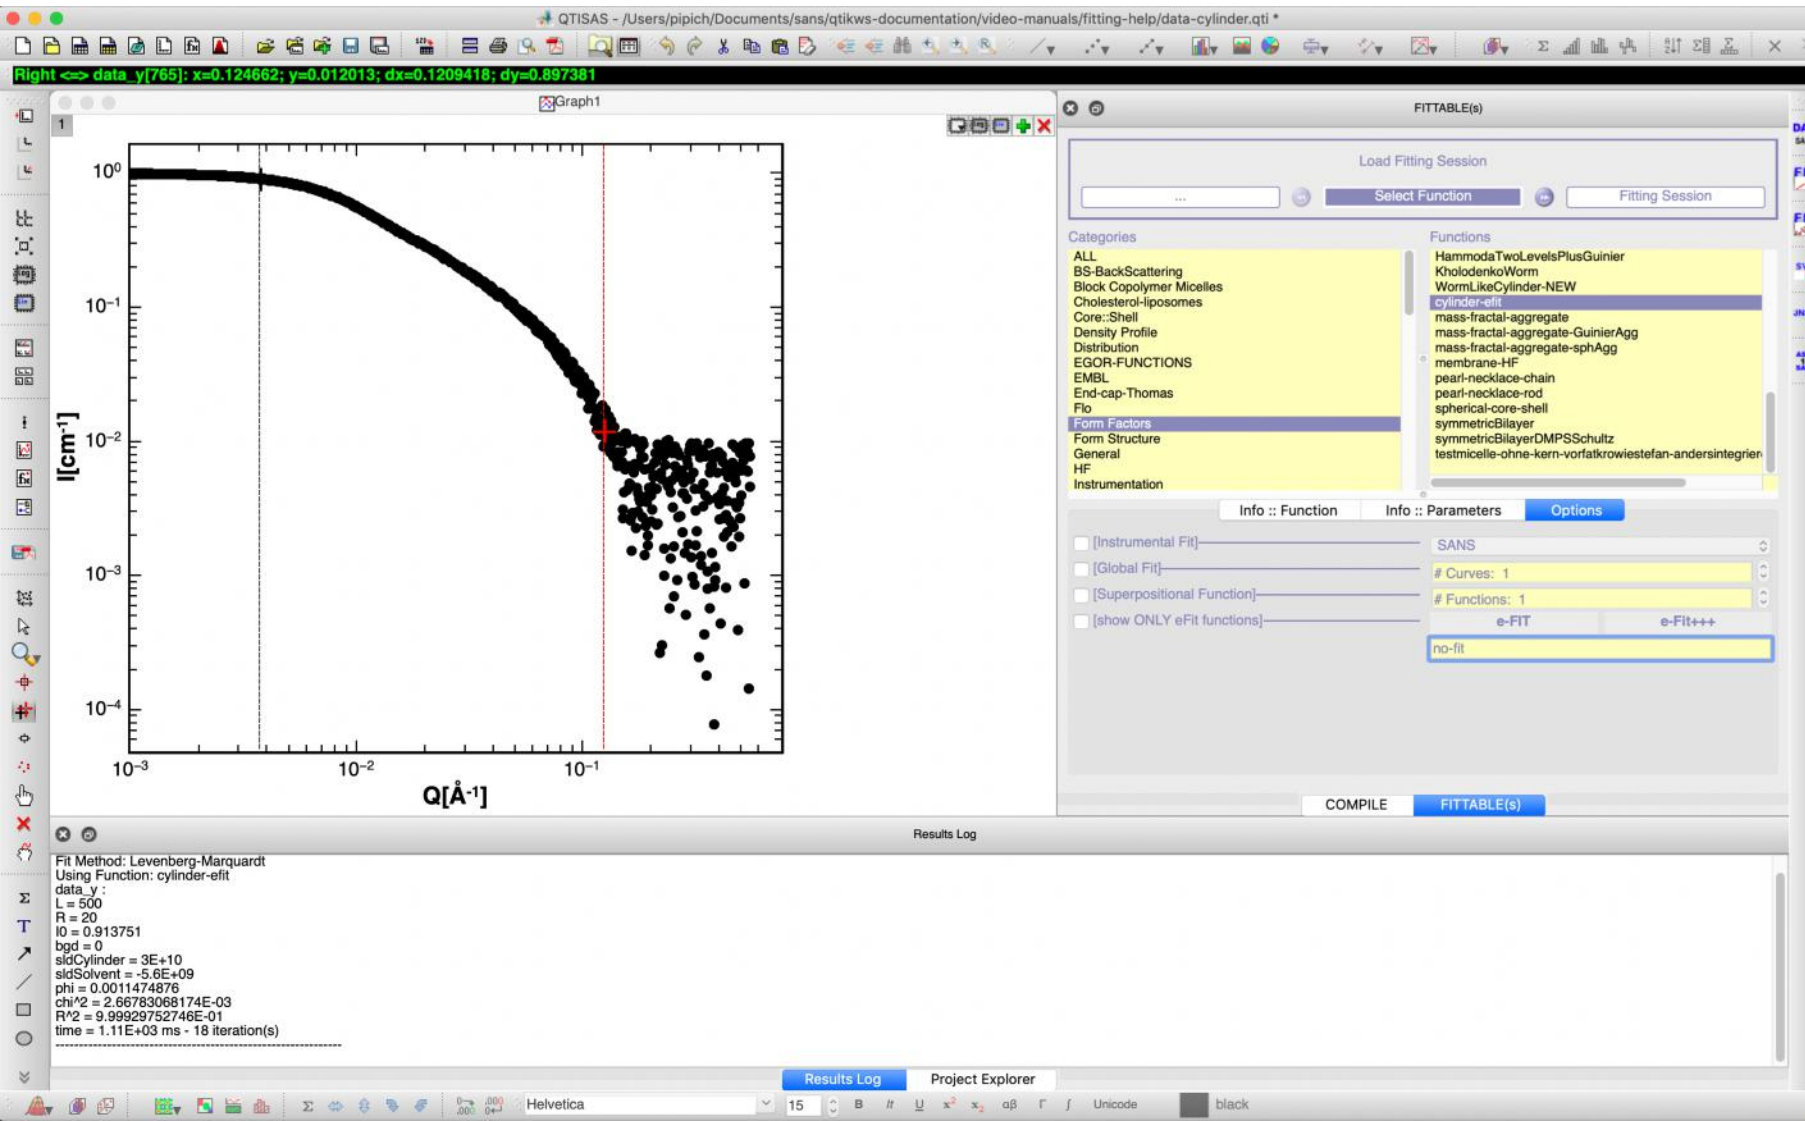 QTISAS - /Users/pipich/Documents/sans/qtikws-documentation/video-manuals/fitting-help/data-cylinder.qti *
Right <=> data_y[765]: x=0.124662; y=0.012013; dx=0.1209418; dy=0.897381
Graph1
1
10⁰
10⁻¹
10⁻²
10⁻³
10⁻⁴
I[cm⁻¹]
10⁻³
10⁻²
10⁻¹
Q[Å⁻¹]
FITTABLE(s)
Load Fitting Session
... Select Function Fitting Session
Categories
ALL
BS-BackScattering
Block Copolymer Micelles
Cholesterol-liposomes
Core::Shell
Density Profile
Distribution
EGOR-FUNCTIONS
EMBL
End-cap-Thomas
Flo
Form Factors
Form Structure
General
HF
Instrumentation
Functions
HammodaTwoLevelsPlusGuinier
KholodenkoWorm
WormLikeCylinder-NEW
cylinder-efit
mass-fractal-aggregate
mass-fractal-aggregate-GuinierAgg
mass-fractal-aggregate-sphAgg
membrane-HF
pearl-necklace-chain
pearl-necklace-rod
spherical-core-shell
symmetricBilayer
symmetricBilayerDMPSSchultz
testmicelle-ohne-kern-vorfatkrowiestefan-andersintegrier
Info :: Function Info :: Parameters Options
[Instrumental Fit] SANS
[Global Fit] # Curves: 1
[Superpositional Function] # Functions: 1
[show ONLY eFit functions] e-FIT e-Fit+++
no-fit
COMPILE FITTABLE(s)
Results Log
Fit Method: Levenberg-Marquardt
Using Function: cylinder-efit
data_y :
L = 500
R = 20
I0 = 0.913751
bgd = 0
sldCylinder = 3E+10
sldSolvent = -5.6E+09
phi = 0.0011474876
chi^2 = 2.66783068174E-03
R^2 = 9.99929752746E-01
time = 1.11E+03 ms - 18 iteration(s)
--------------------------------------------------------------
Results Log Project Explorer
Helvetica 15 B It U x² x₂ αβ Γ ∫ Unicode black